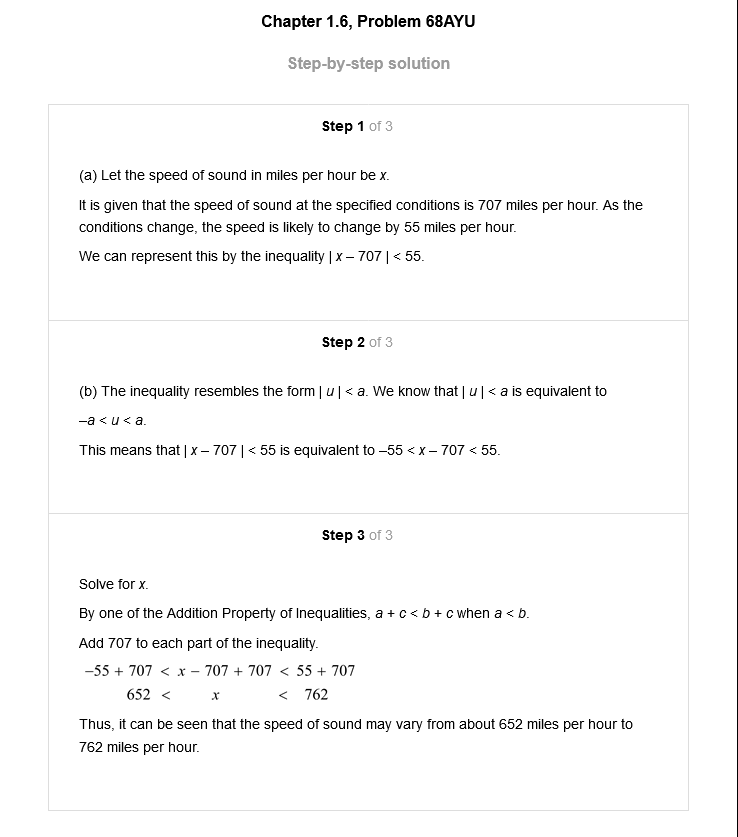 Chapter 1.6, Problem 68AYU
Step-by-step solution
Step 1 of 3
(a) Let the speed of sound in miles per hour be x.
It is given that the speed of sound at the specified conditions is 707 miles per hour. As the
conditions change, the speed is likely to change by 55 miles per hour.
We can represent this by the inequality | x – 707 | < 55.
Step 2 of 3
(b) The inequality resembles the form | u | < a. We know that | u | < a is equivalent to
–a < u < a.
This means that | x – 707 | < 55 is equivalent to –55 < x – 707 < 55.
Step 3 of 3
Solve for x.
By one of the Addition Property of Inequalities, a + c < b + c when a < b.
Add 707 to each part of the inequality.
−55 + 707 < x − 707 + 707 < 55 + 707
652 < x < 762
Thus, it can be seen that the speed of sound may vary from about 652 miles per hour to
762 miles per hour.